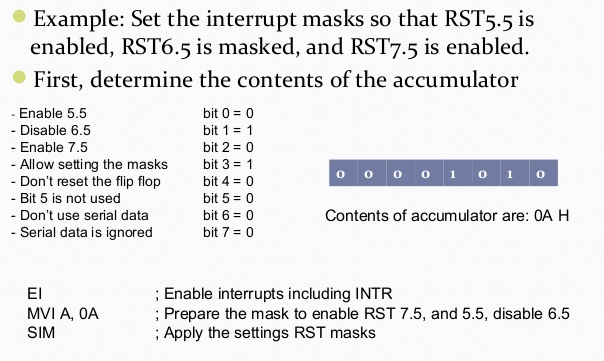 Example: Set the interrupt masks so that RST5.5 is
enabled, RST6.5 is masked, and RST7.5 is enabled.
First, determine the contents of the accumulator
- Enable 5.5 bit 0 = 0
- Disable 6.5 bit 1 = 1
- Enable 7.5 bit 2 = 0
- Allow setting the masks bit 3 = 1
- Don't reset the flip flop bit 4 = 0
- Bit 5 is not used bit 5 = 0
- Don't use serial data bit 6 = 0
- Serial data is ignored bit 7 = 0
0 0 0 0 1 0 1 0
Contents of accumulator are: 0A H
EI ; Enable interrupts including INTR
MVI A, 0A ; Prepare the mask to enable RST 7.5, and 5.5, disable 6.5
SIM ; Apply the settings RST masks